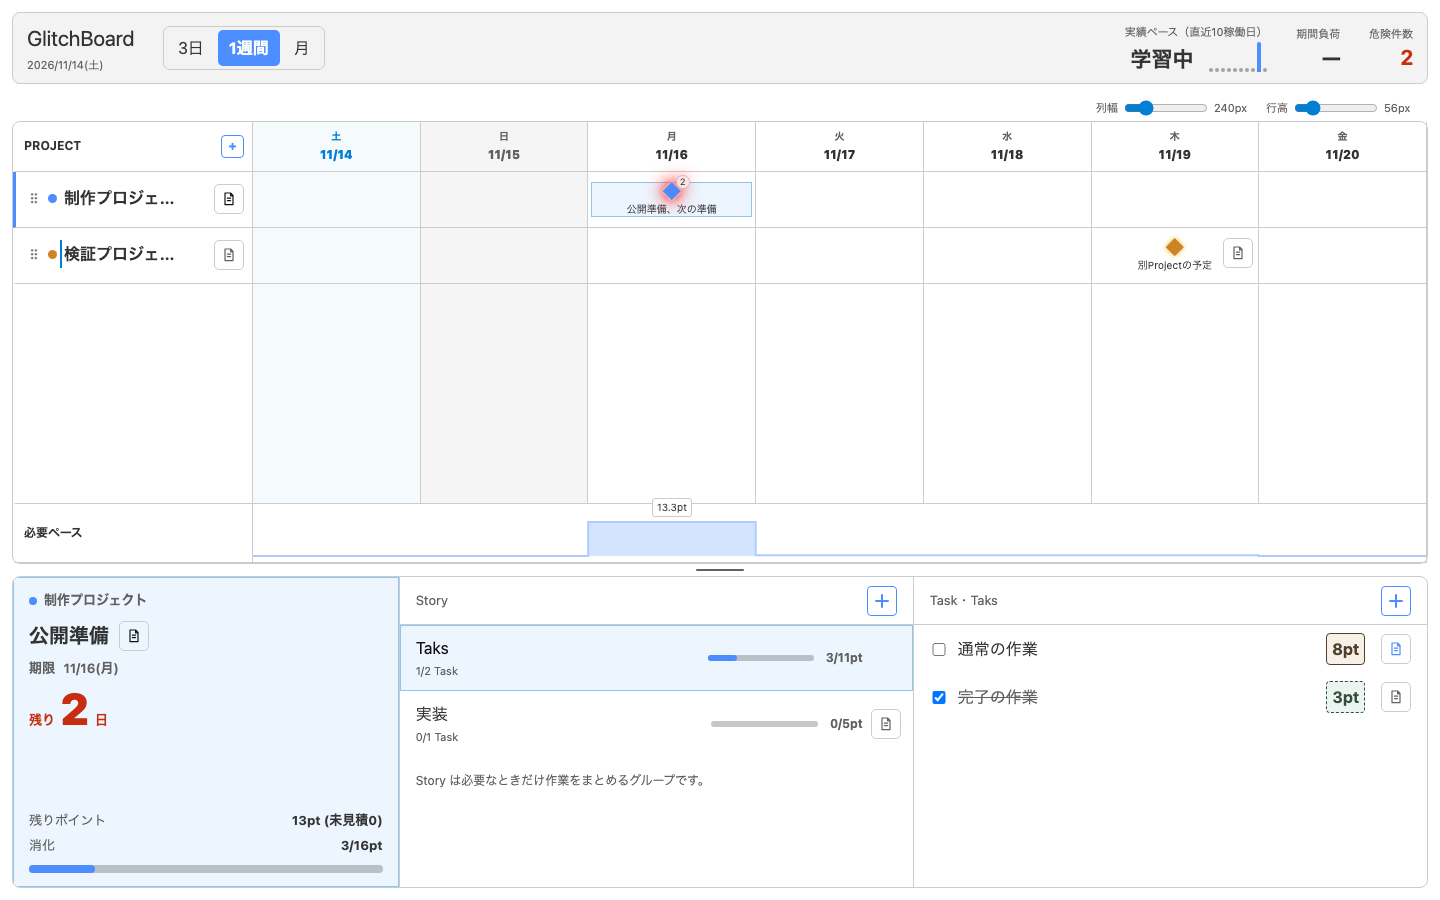 GlitchBoard
2026/11/14(土)
3日 1週間 月
実績ペース（直近10稼働日）
学習中
期間負荷
—
危険件数
2
列幅 240px 行高 56px
PROJECT +
土 11/14
日 11/15
月 11/16
火 11/17
水 11/18
木 11/19
金 11/20
制作プロジェ...
2
公開準備、次の準備
検証プロジェ...
別Projectの予定
必要ペース
13.3pt
制作プロジェクト
公開準備
期限 11/16(月)
残り 2 日
残りポイント 13pt (未見積0)
消化 3/16pt
Story +
Taks
1/2 Task
3/11pt
実装
0/1 Task
0/5pt
Story は必要なときだけ作業をまとめるグループです。
Task・Taks +
通常の作業 8pt
完了の作業 3pt